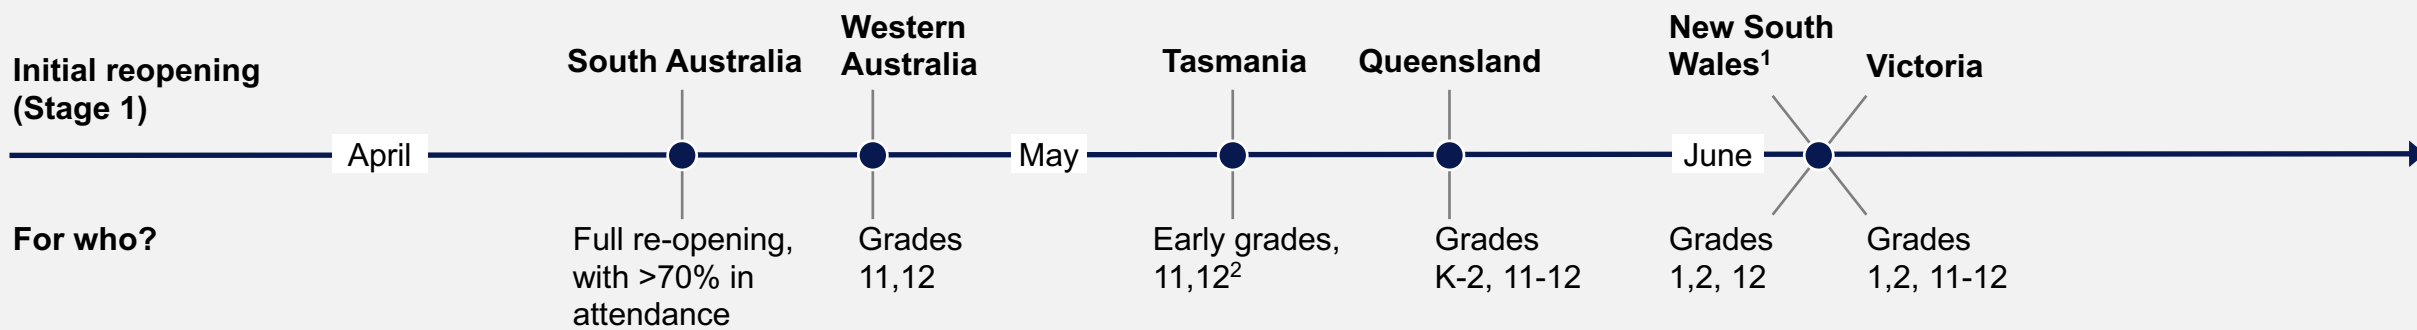 Initial reopening
(Stage 1)
South Australia
Western
Australia
Tasmania
Queensland
New South
Wales¹
Victoria
April
May
June
For who?
Full re-opening,
with >70% in
attendance
Grades
11,12
Early grades,
11,12²
Grades
K-2, 11-12
Grades
1,2, 12
Grades
1,2, 11-12